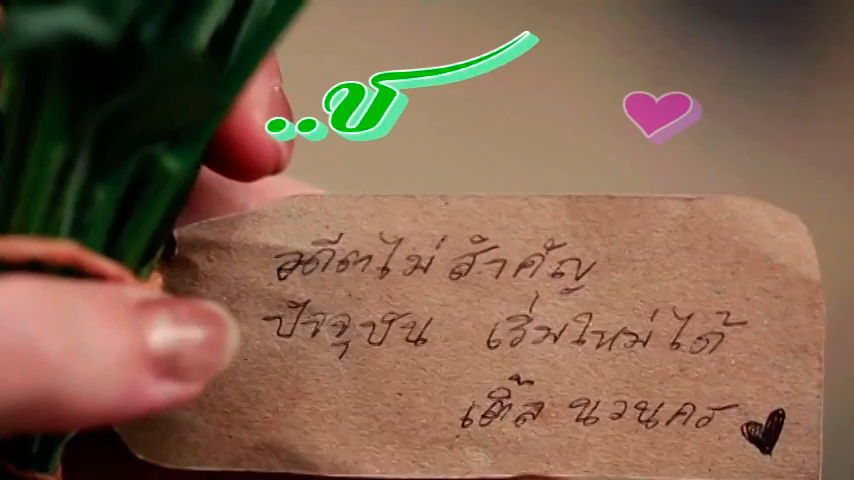 ..ช
อดีตไม่สำคัญ
ปัจจุบัน เริ่มใหม่ได้
เติ้ล นวนคร